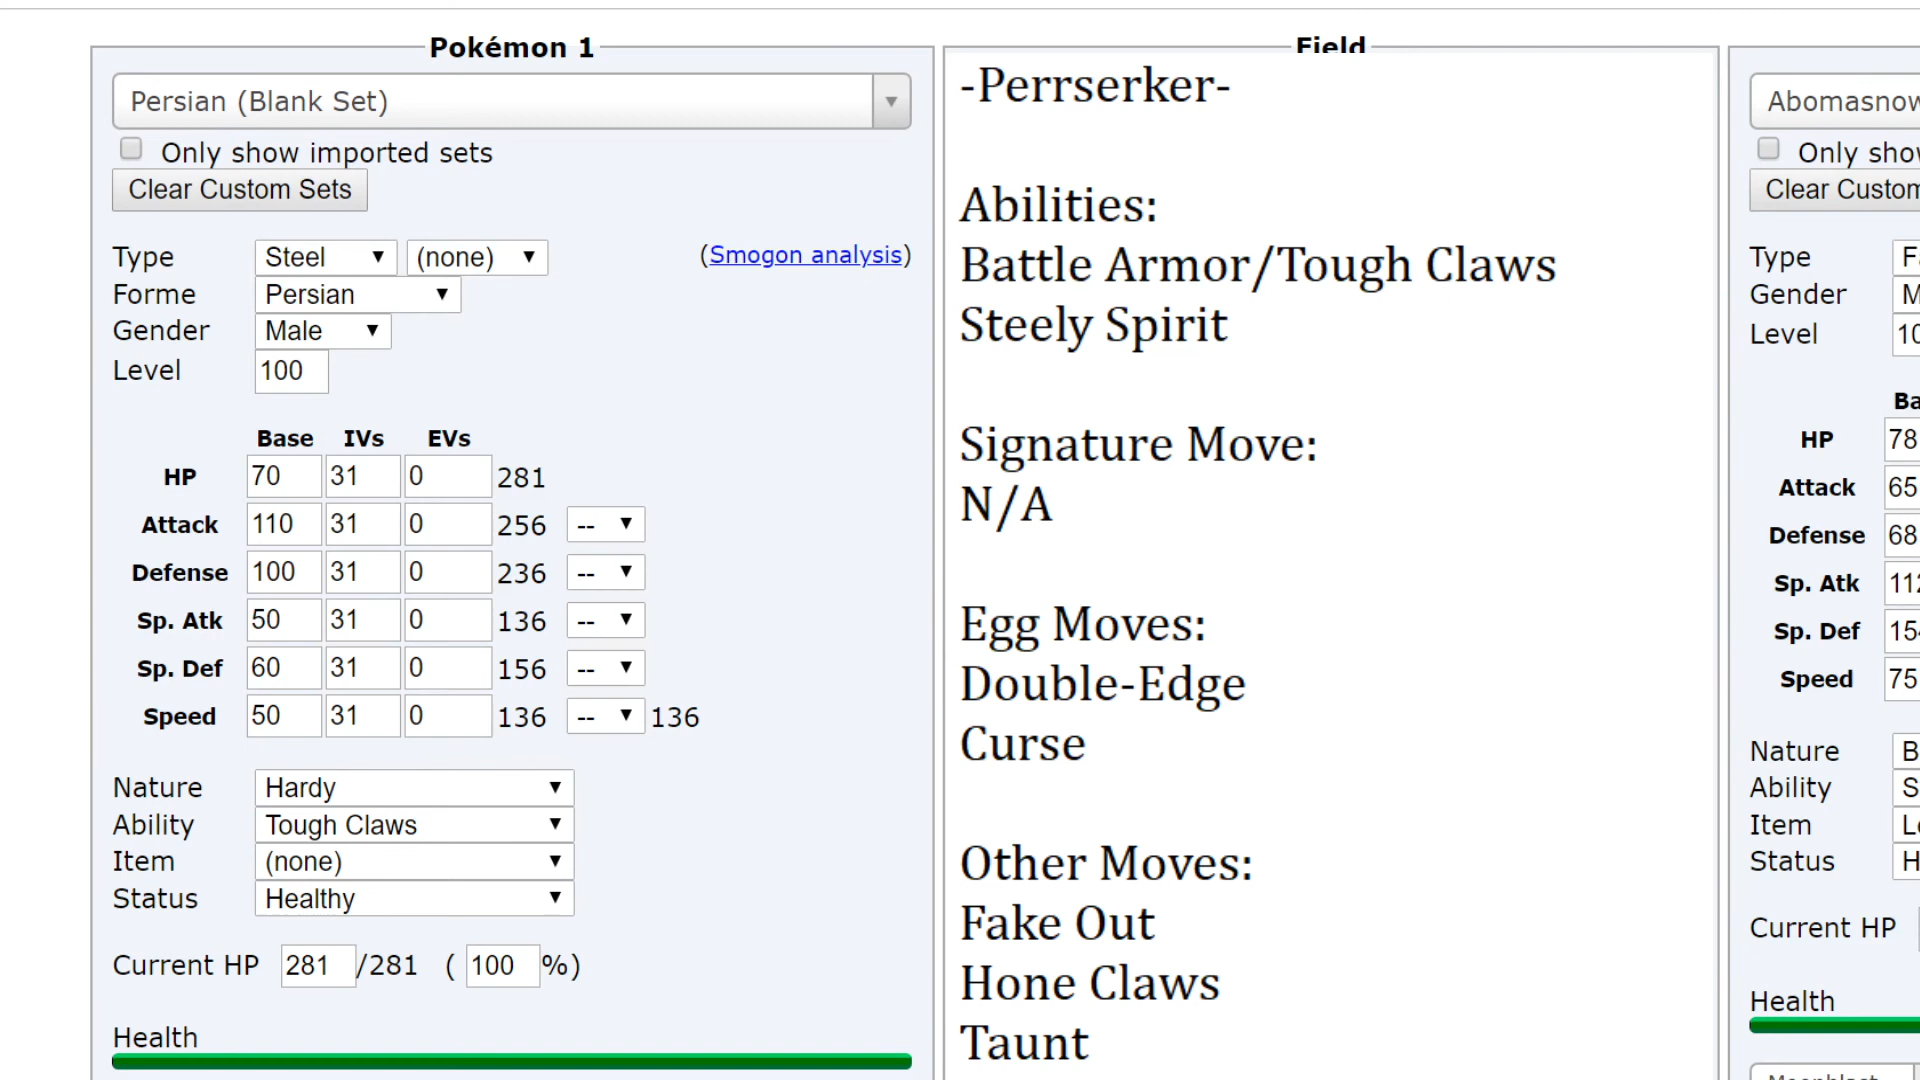 Pokémon 1
Persian (Blank Set)
Only show imported sets
Clear Custom Sets
Type Steel (none) (Smogon analysis)
Forme Persian
Gender Male
Level 100
Base IVs EVs
HP 70 31 0 281
Attack 110 31 0 256 --
Defense 100 31 0 236 --
Sp. Atk 50 31 0 136 --
Sp. Def 60 31 0 156 --
Speed 50 31 0 136 -- 136
Nature Hardy
Ability Tough Claws
Item (none)
Status Healthy
Current HP 281 /281 ( 100 %)
Health
Field
-Perrserker-
Abilities:
Battle Armor/Tough Claws
Steely Spirit
Signature Move:
N/A
Egg Moves:
Double-Edge
Curse
Other Moves:
Fake Out
Hone Claws
Taunt
Abomasnow
Only
Clear
Type
Gender
Level
HP 78
Attack 65
Defense 68
Sp. Atk
Sp. Def
Speed 75
Nature
Ability
Item
Status
Current HP
Health